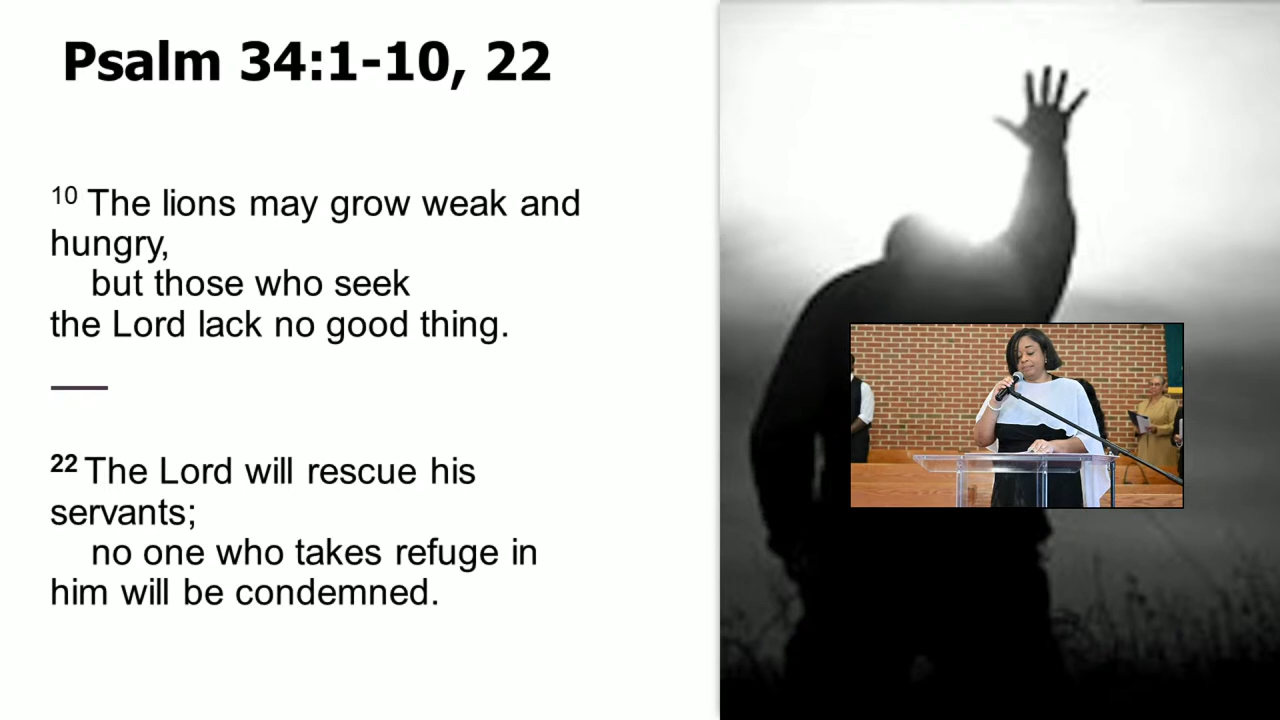 Psalm 34:1-10, 22
10 The lions may grow weak and
hungry,
but those who seek
the Lord lack no good thing.
22 The Lord will rescue his
servants;
no one who takes refuge in
him will be condemned.